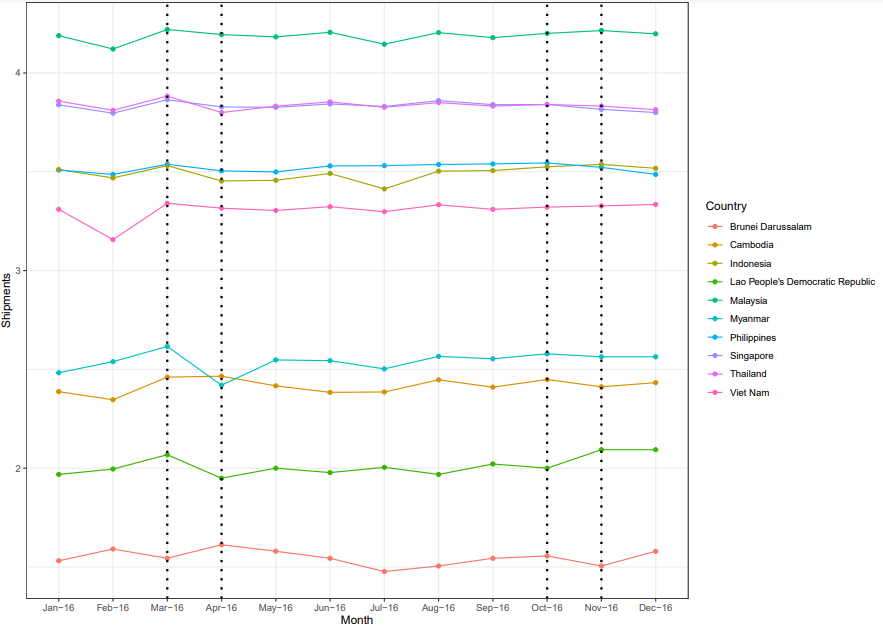 4
3
2
Shipments
Jan−16 Feb−16 Mar−16 Apr−16 May−16 Jun−16 Jul−16 Aug−16 Sep−16 Oct−16 Nov−16 Dec−16
Month
Country
Brunei Darussalam
Cambodia
Indonesia
Lao People's Democratic Republic
Malaysia
Myanmar
Philippines
Singapore
Thailand
Viet Nam